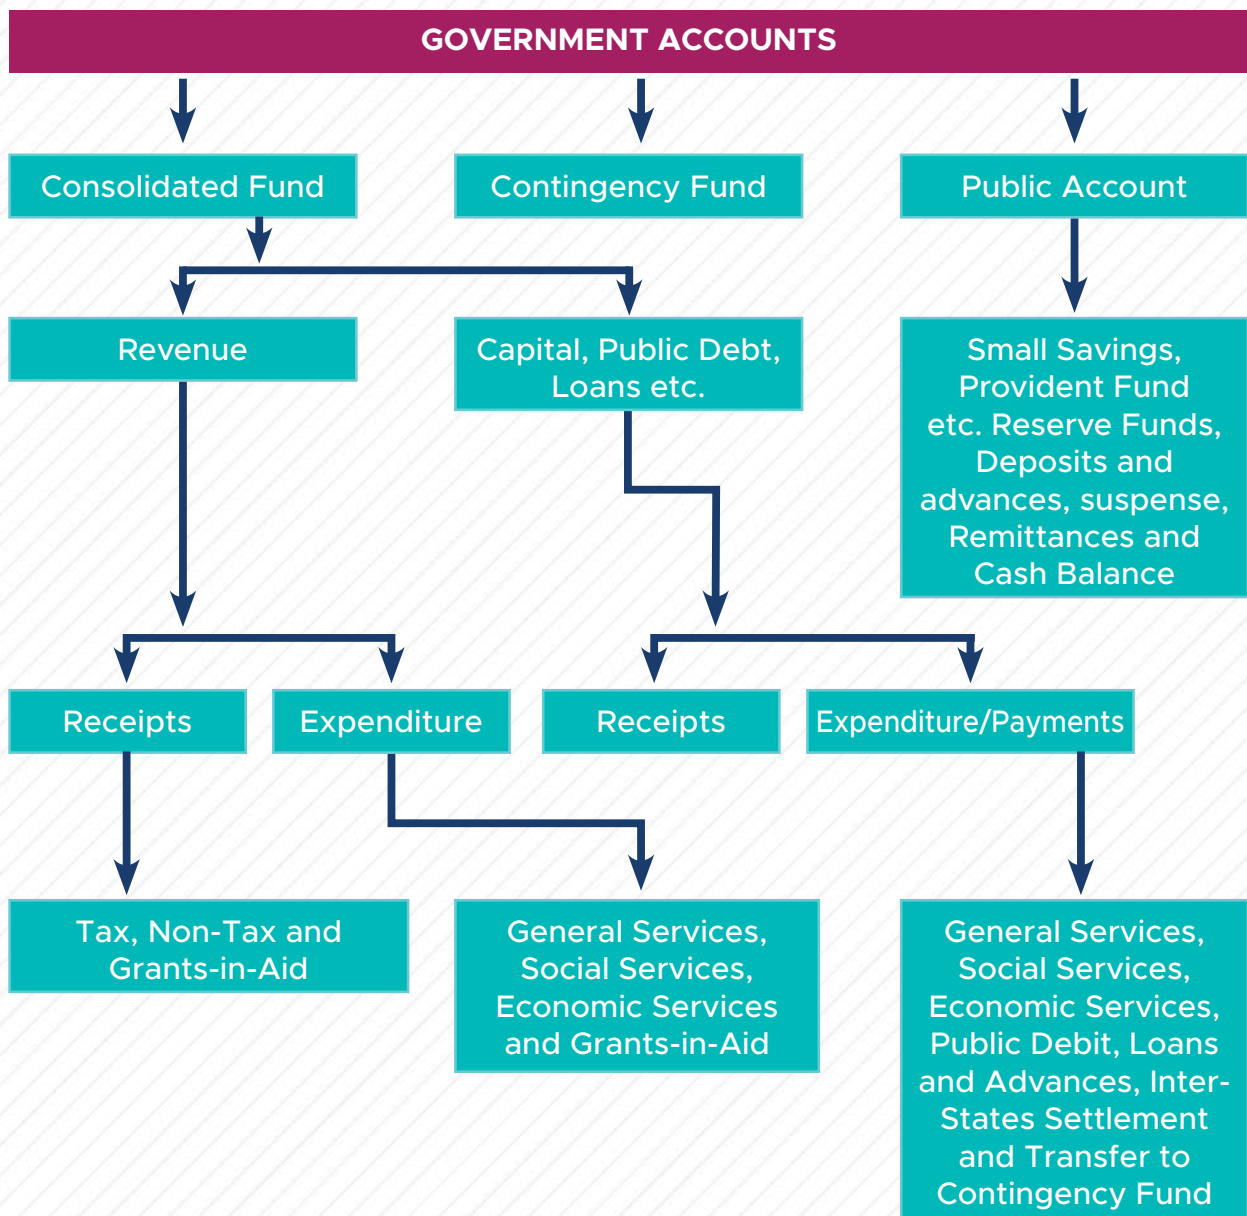 GOVERNMENT ACCOUNTS
Consolidated Fund
Contingency Fund
Public Account
Revenue
Capital, Public Debt,
Loans etc.
Small Savings,
Provident Fund
etc. Reserve Funds,
Deposits and
advances, suspense,
Remittances and
Cash Balance
Receipts
Expenditure
Receipts
Expenditure/Payments
Tax, Non-Tax and
Grants-in-Aid
General Services,
Social Services,
Economic Services
and Grants-in-Aid
General Services,
Social Services,
Economic Services,
Public Debit, Loans
and Advances, Inter-
States Settlement
and Transfer to
Contingency Fund